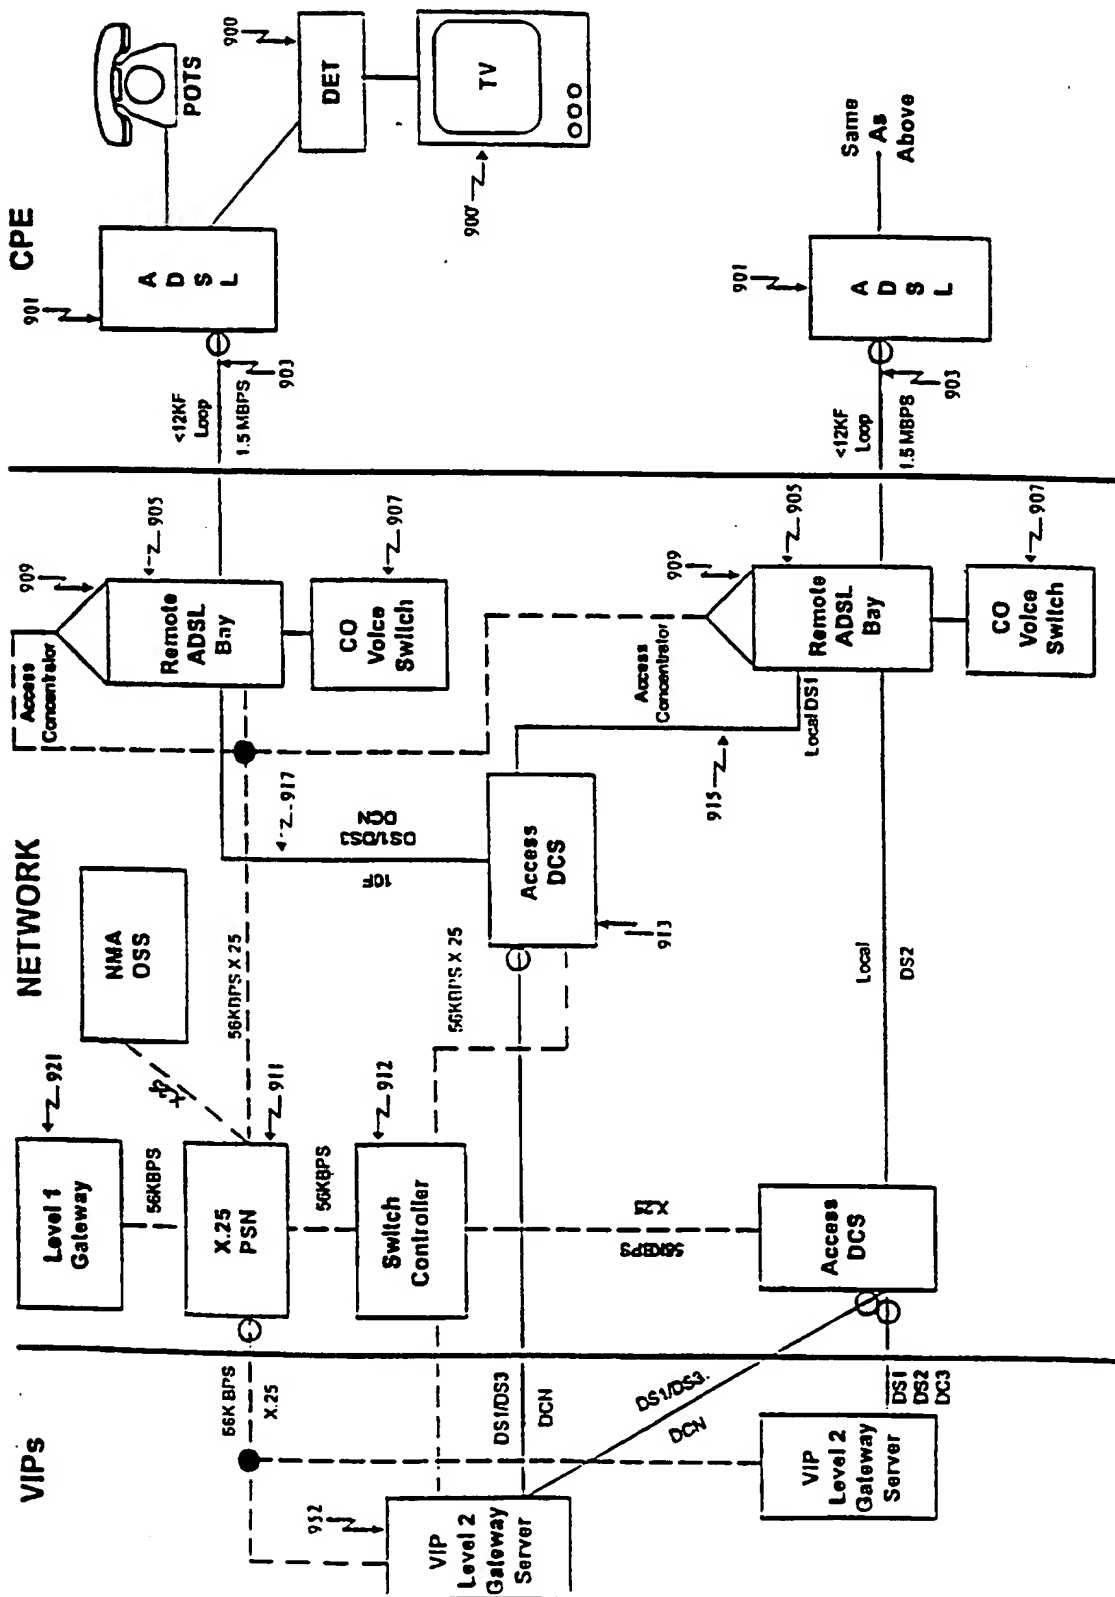 VIPs
NETWORK
CPE
952
VIP
Level 2
Gateway
Server
VIP
Level 2
Gateway
Server
56K BPS
X.25
DS1/DS3
DCN
DS1/DS3.
DCN
DS1
DS2
DC3
Level 1
Gateway
921
56KBPS
X.25
PSN
911
56KBPS
Switch
Controller
912
NMA
OSS
56KBPS X 25
56KBPS X 25
56KBPS
X.25
Access
DCS
Access
DCS
913
10F
DS1/DS3
DCN
917
915
Local DS1
Local
DS2
Access
Concentrator
909
Remote
ADSL
Bay
905
CO
Voice
Switch
907
Access
Concentrator
909
Remote
ADSL
Bay
905
CO
Voice
Switch
907
<12KF
Loop
1.5 MBPS
903
901
A
D
S
L
POTS
900
DET
TV
900'
<12KF
Loop
1.5 MBPS
903
901
A
D
S
L
Same
As
Above